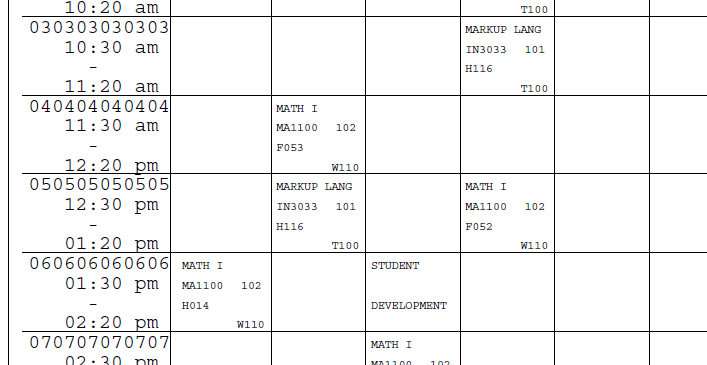 10:20 am
T100
030303030303
10:30 am
-
11:20 am
MARKUP LANG
IN3033 101
H116
T100
040404040404
11:30 am
-
12:20 pm
MATH I
MA1100 102
F053
W110
050505050505
12:30 pm
-
01:20 pm
MARKUP LANG
IN3033 101
H116
T100
MATH I
MA1100 102
F052
W110
060606060606
01:30 pm
-
02:20 pm
MATH I
MA1100 102
H014
W110
STUDENT
DEVELOPMENT
070707070707
02:30 pm
MATH I
MA1100 102